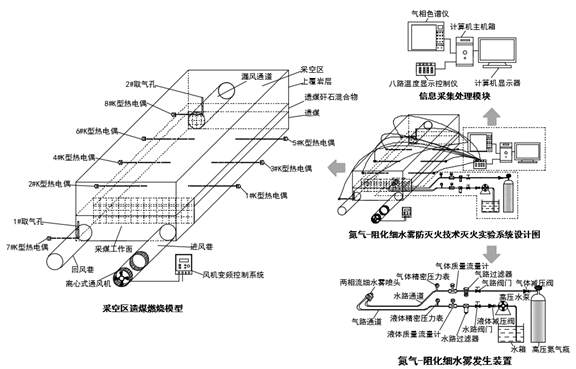 漏风通道
采空区
上覆岩层
遗煤矸石混合物
遗煤
2#取气孔
8#K型热电偶
6#K型热电偶
5#K型热电偶
4#K型热电偶
3#K型热电偶
2#K型热电偶
1#K型热电偶
1#取气孔
7#K型热电偶
采煤工作面
进风巷
回风巷
离心式通风机
风机变频控制系统
采空区遗煤燃烧模型
气相色谱仪
计算机主机箱
八路温度显示控制仪
计算机显示器
信息采集处理模块
氮气-阻化细水雾防灭火技术灭火实验系统设计图
气体质量流量计
气体精密压力表
气路过滤器
气路阀门
气体减压阀
两相流细水雾喷头
水路通道
高压水泵
气路通道
液体精密压力表
液体质量流量计
水路过滤器
水路阀门
液体减压阀
水箱
高压氮气瓶
氮气-阻化细水雾发生装置